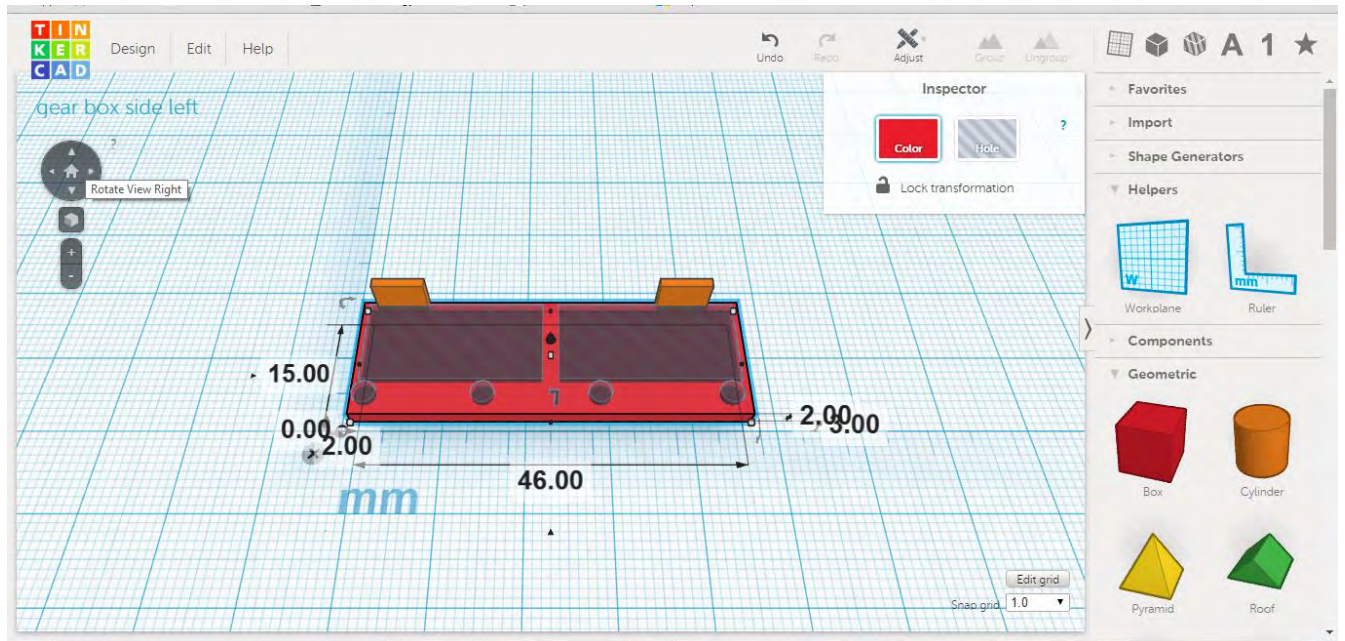 TIN
KER
CAD
Design
Edit
Help
Undo
Redo
Adjust
Group
Ungroup
A
1
gear box side left
?
Rotate View Right
+
-
Inspector
Color
Hole
?
Lock transformation
15.00
0.00
2.00
46.00
2.00
3.00
mm
L
Edit grid
Snap grid 1.0
Favorites
Import
Shape Generators
Helpers
W
mm
Workplane
Ruler
Components
Geometric
Box
Cylinder
Pyramid
Roof